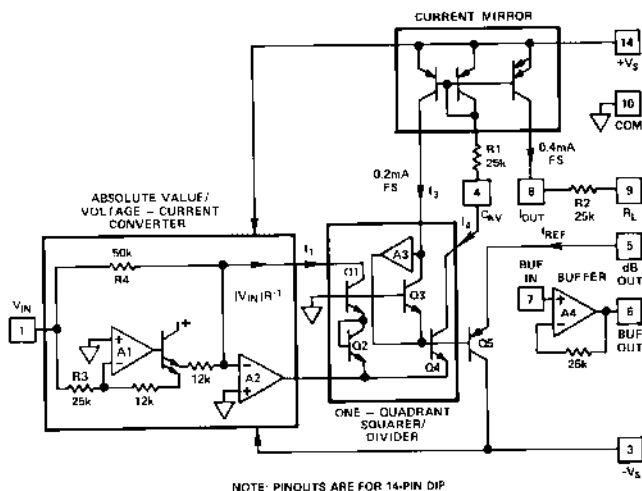 CURRENT MIRROR
14
+VS
10
COM
R1
25k
0.2mA
FS
0.4mA
FS
I3
4
CAV
8
IOUT
R2
25k
9
RL
ABSOLUTE VALUE/
VOLTAGE – CURRENT
CONVERTER
I4
IREF
5
dB
OUT
50k
R4
I1
|VIN|R-1
A3
Q1
Q3
BUF
IN
BUFFER
7
A4
6
BUF
OUT
VIN
1
A1
Q2
Q4
Q5
R3
25k
12k
12k
A2
25k
ONE – QUADRANT
SQUARER/
DIVIDER
3
-VS
NOTE: PINOUTS ARE FOR 14-PIN DIP